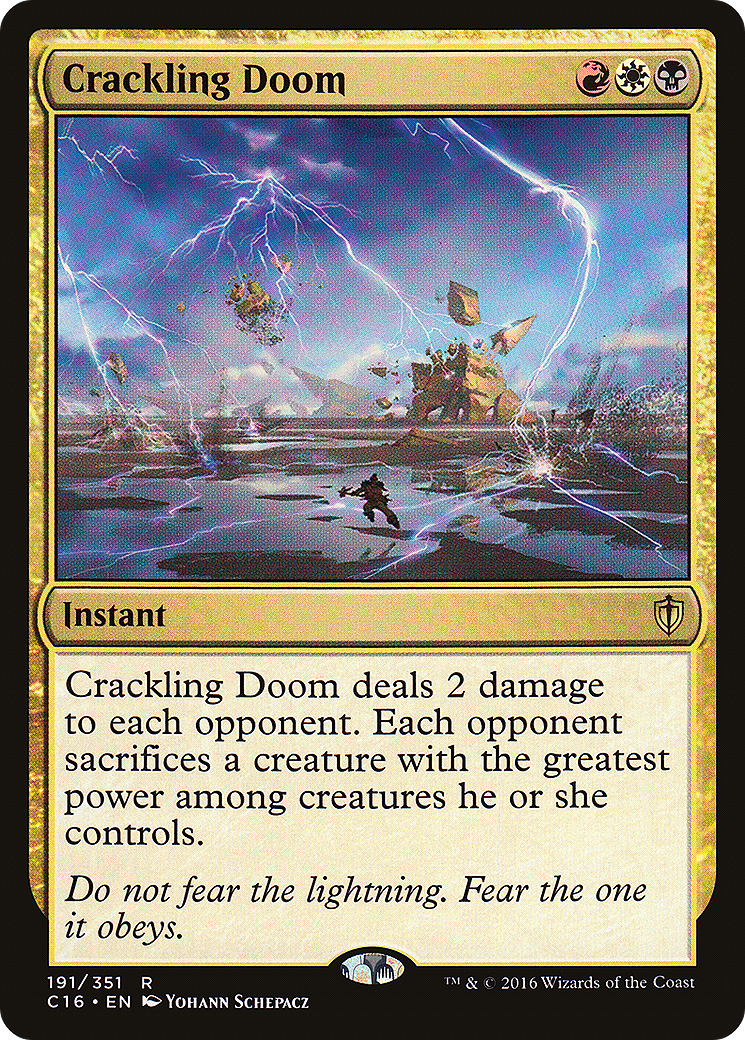 Crackling Doom
Instant
Crackling Doom deals 2 damage
to each opponent. Each opponent
sacrifices a creature with the greatest
power among creatures he or she
controls.
Do not fear the lightning. Fear the one
it obeys.
191/351 R
™ & © 2016 Wizards of the Coast
C16 • EN Yohann Schepacz